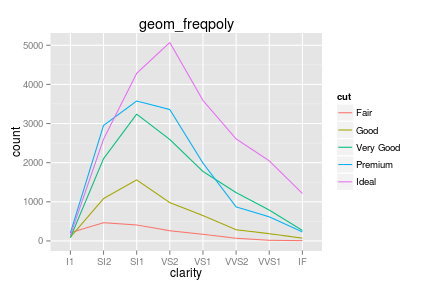 geom_freqpoly
5000
4000
3000
2000
1000
0
count
I1 SI2 SI1 VS2 VS1 VVS2 VVS1 IF
clarity
cut
Fair
Good
Very Good
Premium
Ideal